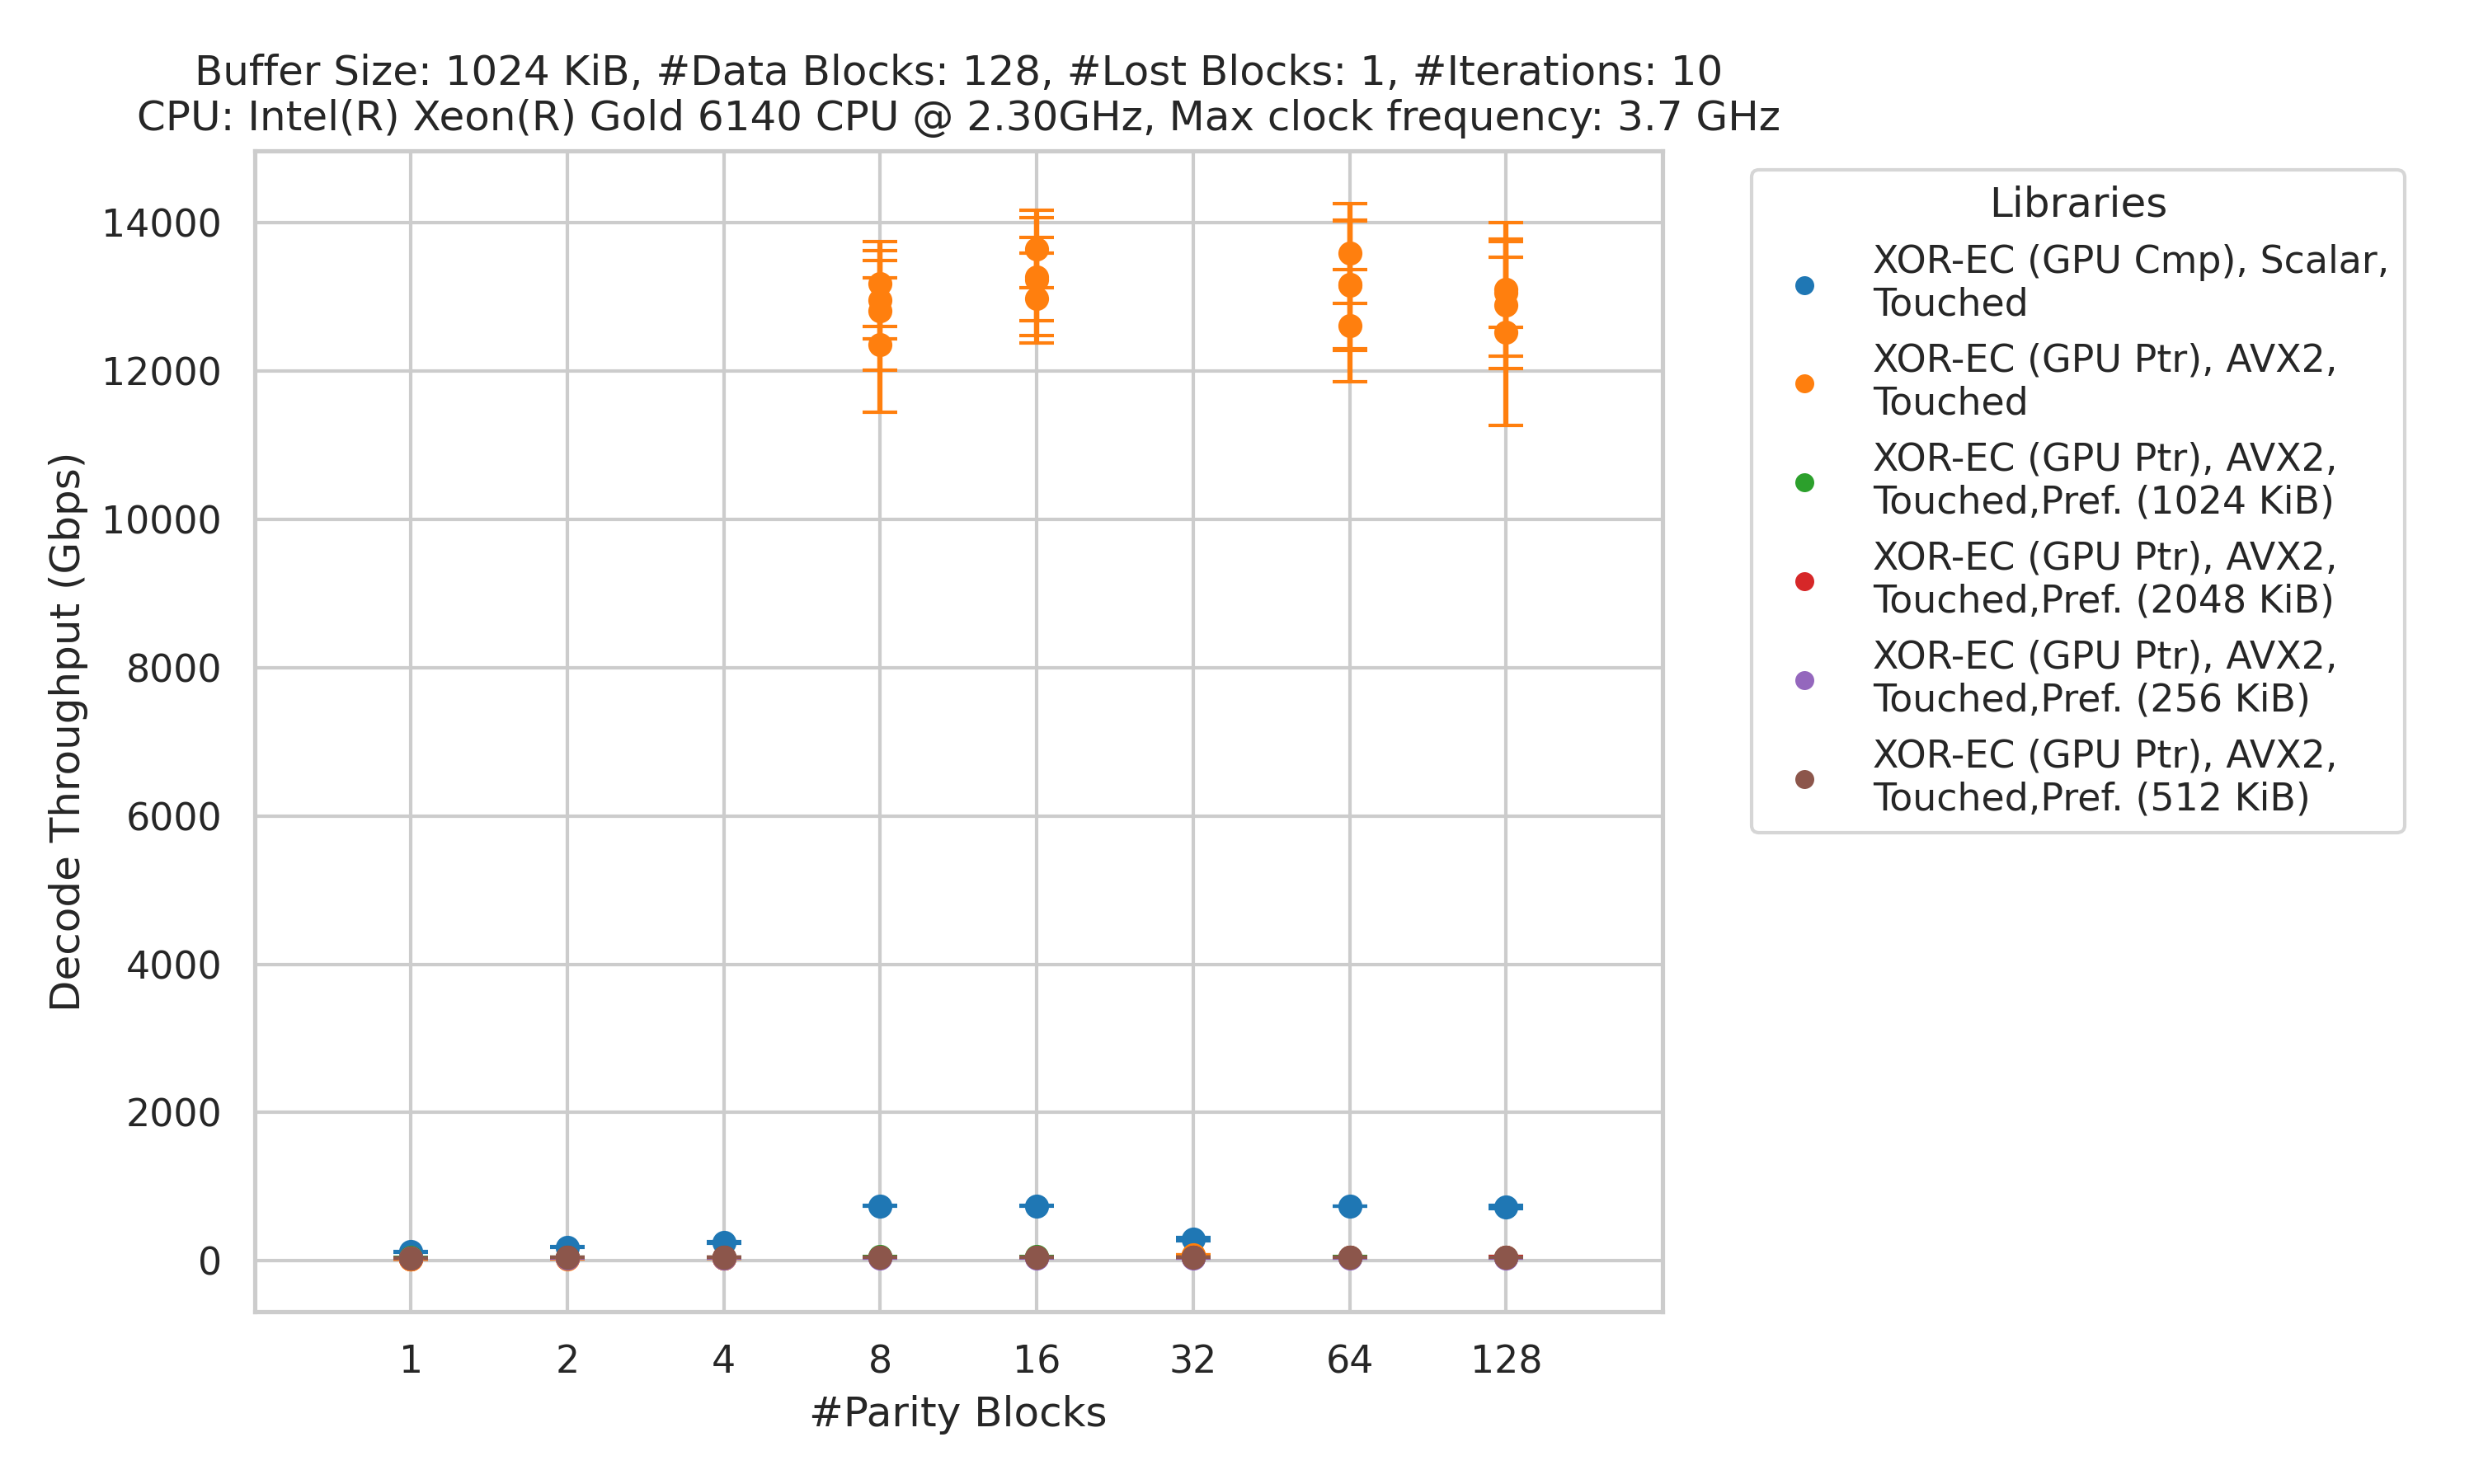 Buffer Size: 1024 KiB, #Data Blocks: 128, #Lost Blocks: 1, #Iterations: 10
CPU: Intel(R) Xeon(R) Gold 6140 CPU @ 2.30GHz, Max clock frequency: 3.7 GHz
Decode Throughput (Gbps)
14000
12000
10000
8000
6000
4000
2000
0
1
2
4
8
16
32
64
128
#Parity Blocks
Libraries
XOR-EC (GPU Cmp), Scalar,
Touched
XOR-EC (GPU Ptr), AVX2,
Touched
XOR-EC (GPU Ptr), AVX2,
Touched,Pref. (1024 KiB)
XOR-EC (GPU Ptr), AVX2,
Touched,Pref. (2048 KiB)
XOR-EC (GPU Ptr), AVX2,
Touched,Pref. (256 KiB)
XOR-EC (GPU Ptr), AVX2,
Touched,Pref. (512 KiB)